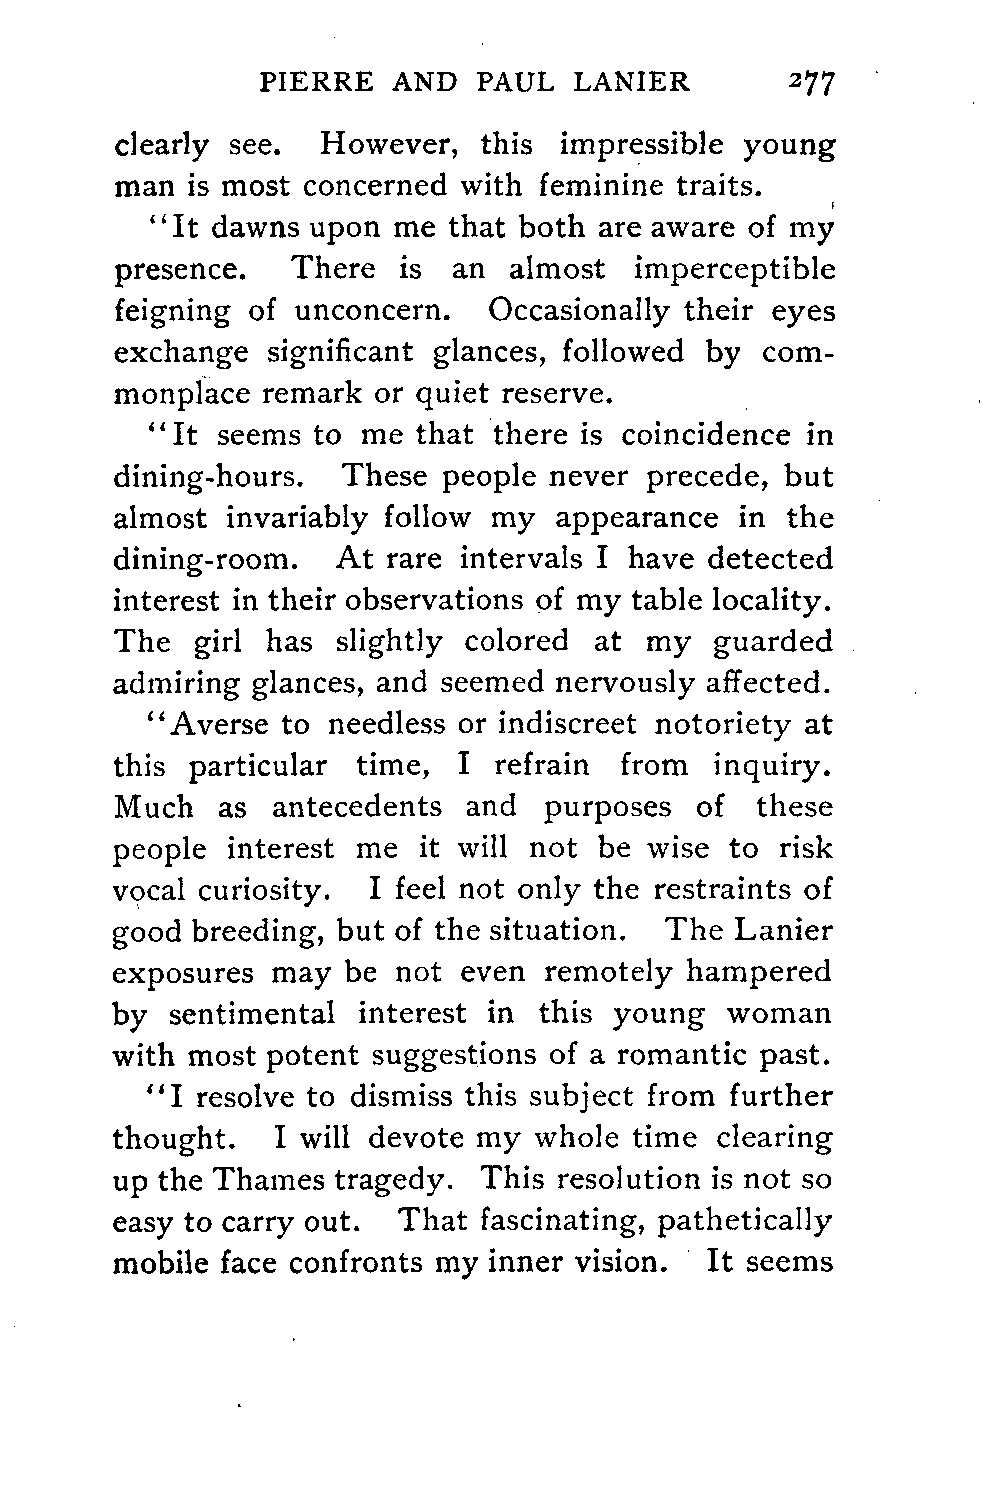 PIERRE AND PAUL LANIER 277
clearly see. However, this impressible young
man is most concerned with feminine traits.
"It dawns upon me that both are aware of my
presence. There is an almost imperceptible
feigning of unconcern. Occasionally their eyes
exchange significant glances, followed by com-
monplace remark or quiet reserve.
"It seems to me that there is coincidence in
dining-hours. These people never precede, but
almost invariably follow my appearance in the
dining-room. At rare intervals I have detected
interest in their observations of my table locality.
The girl has slightly colored at my guarded
admiring glances, and seemed nervously affected.
"Averse to needless or indiscreet notoriety at
this particular time, I refrain from inquiry.
Much as antecedents and purposes of these
people interest me it will not be wise to risk
vocal curiosity. I feel not only the restraints of
good breeding, but of the situation. The Lanier
exposures may be not even remotely hampered
by sentimental interest in this young woman
with most potent suggestions of a romantic past.
"I resolve to dismiss this subject from further
thought. I will devote my whole time clearing
up the Thames tragedy. This resolution is not so
easy to carry out. That fascinating, pathetically
mobile face confronts my inner vision. It seems